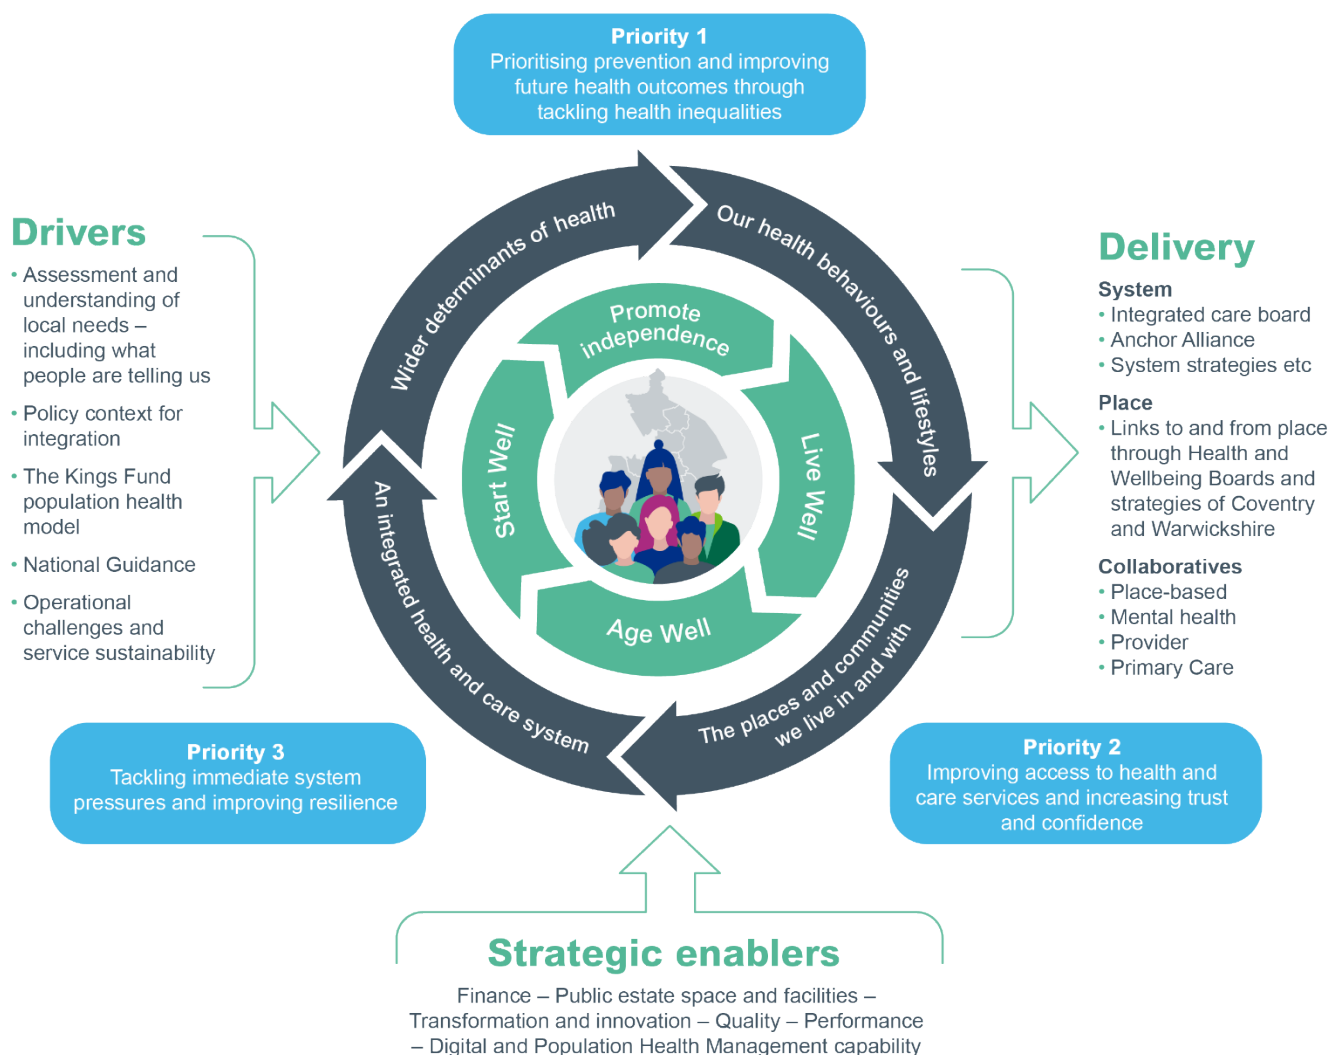 Priority 1
Prioritising prevention and improving
future health outcomes through
tackling health inequalities
Drivers
• Assessment and
understanding of
local needs –
including what
people are telling us
• Policy context for
integration
• The Kings Fund
population health
model
• National Guidance
• Operational
challenges and
service sustainability
Wider determinants of health
Our health behaviours and lifestyles
The places and communities
we live in and with
An integrated health and care system
Promote
independence
Live Well
Age Well
Start Well
Delivery
System
• Integrated care board
• Anchor Alliance
• System strategies etc
Place
• Links to and from place
through Health and
Wellbeing Boards and
strategies of Coventry
and Warwickshire
Collaboratives
• Place-based
• Mental health
• Provider
• Primary Care
Priority 3
Tackling immediate system
pressures and improving resilience
Priority 2
Improving access to health and
care services and increasing trust
and confidence
Strategic enablers
Finance – Public estate space and facilities –
Transformation and innovation – Quality – Performance
– Digital and Population Health Management capability